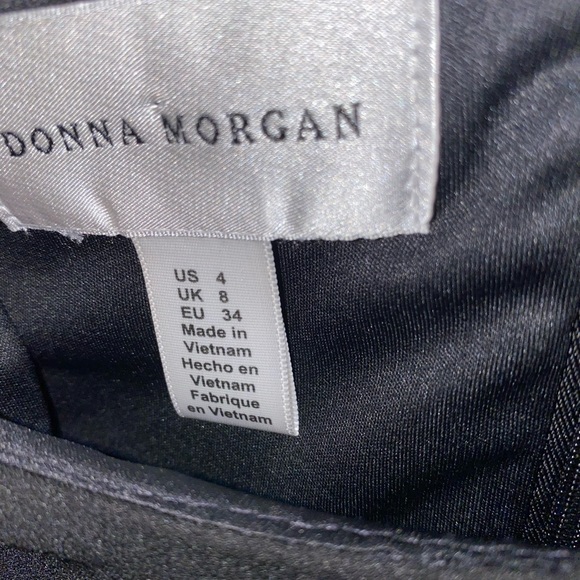 DONNA MORGAN
US 4
UK 8
EU 34
Made in
Vietnam
Hecho en
Vietnam
Fabrique
en Vietnam